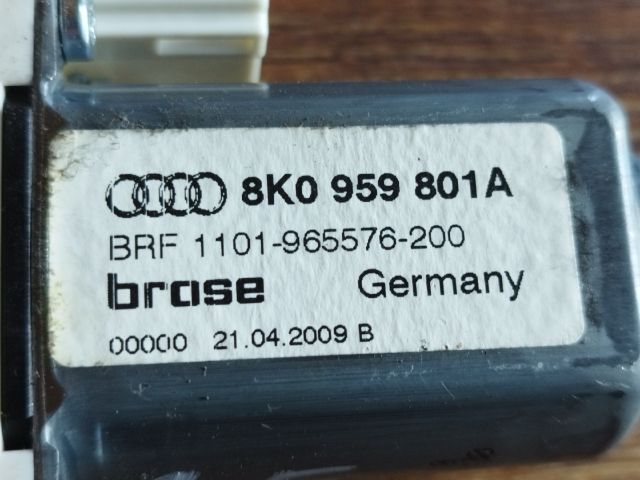 8K0 959 801A
BRF 1101-965576-200
brose Germany
00000 21.04.2009 B